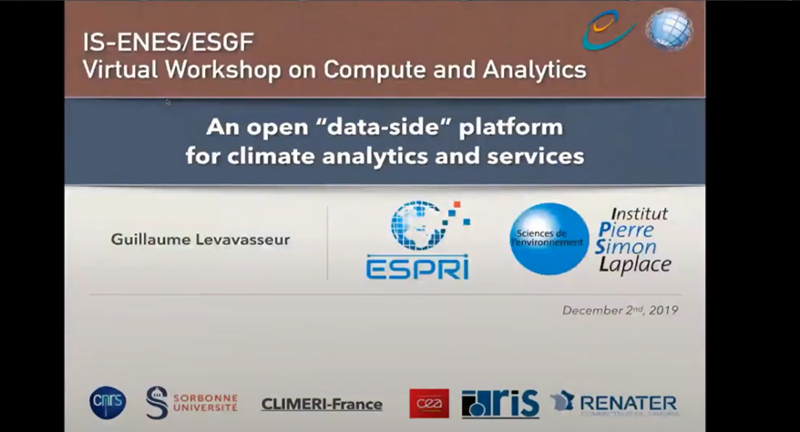 IS-ENES/ESGF
Virtual Workshop on Compute and Analytics
An open “data-side” platform
for climate analytics and services
Guillaume Levavasseur
ESPRI
Sciences de
l'environnement
Institut
Pierre
Simon
Laplace
December 2nd, 2019
cnrs
SORBONNE
UNIVERSITÉ
CLIMERI-France
cea
idris
RENATER